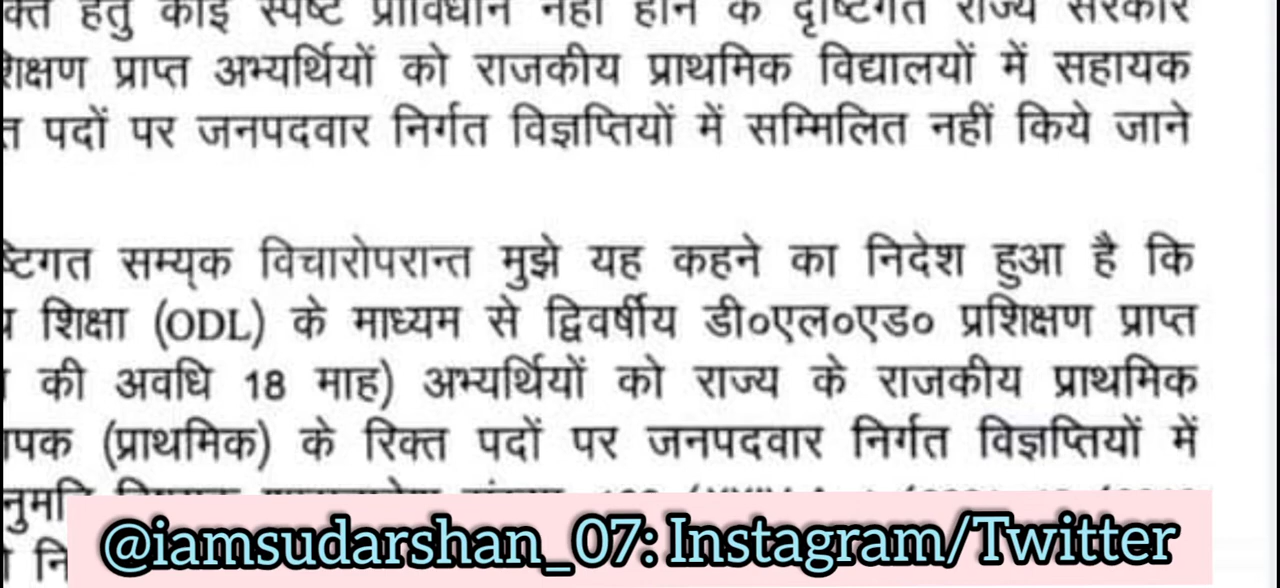 हेतु कोई स्पष्ट प्राविधान नहीं होने के दृष्टिगत राज्य सरकार
प्राप्त अभ्यर्थियों को राजकीय प्राथमिक विद्यालयों में सहायक
पदों पर जनपदवार निर्गत विज्ञप्तियों में सम्मिलित नहीं किये जाने
सम्य्क विचारोपरान्त मुझे यह कहने का निदेश हुआ है कि
शिक्षा (ODL) के माध्यम से द्विवर्षीय डी०एल०एड० प्रशिक्षण प्राप्त
की अवधि 18 माह) अभ्यर्थियों को राज्य के राजकीय प्राथमिक
(प्राथमिक) के रिक्त पदों पर जनपदवार निर्गत विज्ञप्तियों में
@iamsudarshan_07: Instagram/Twitter